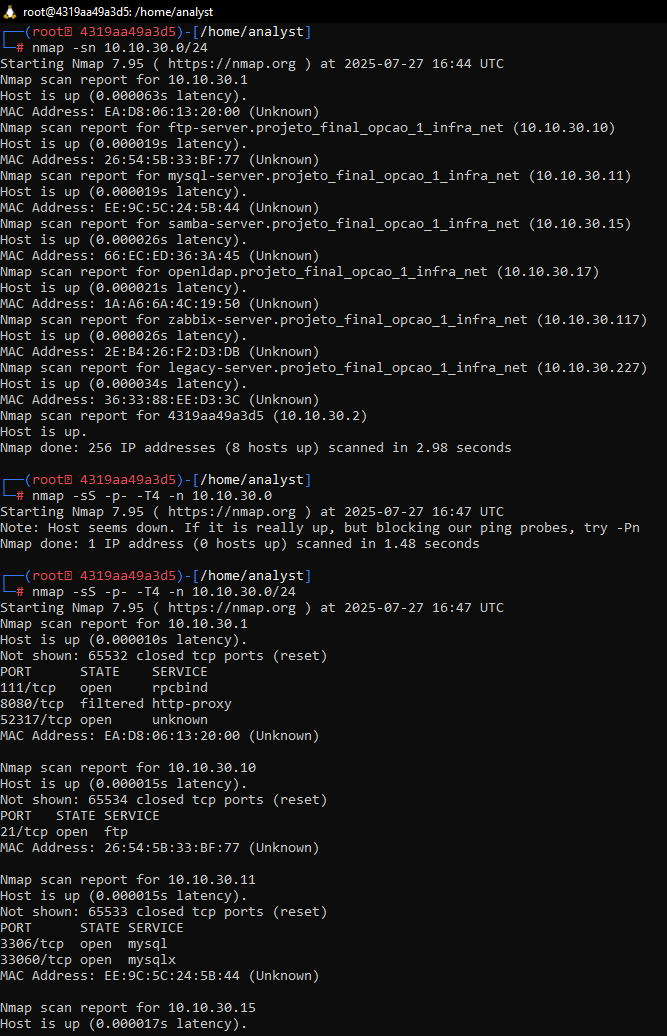 root@4319aa49a3d5: /home/analyst
┌──(root㉿ 4319aa49a3d5)-[/home/analyst]
└─# nmap -sn 10.10.30.0/24
Starting Nmap 7.95 ( https://nmap.org ) at 2025-07-27 16:44 UTC
Nmap scan report for 10.10.30.1
Host is up (0.000063s latency).
MAC Address: EA:D8:06:13:20:00 (Unknown)
Nmap scan report for ftp-server.projeto_final_opcao_1_infra_net (10.10.30.10)
Host is up (0.000019s latency).
MAC Address: 26:54:5B:33:BF:77 (Unknown)
Nmap scan report for mysql-server.projeto_final_opcao_1_infra_net (10.10.30.11)
Host is up (0.000019s latency).
MAC Address: EE:9C:5C:24:5B:44 (Unknown)
Nmap scan report for samba-server.projeto_final_opcao_1_infra_net (10.10.30.15)
Host is up (0.000026s latency).
MAC Address: 66:EC:ED:36:3A:45 (Unknown)
Nmap scan report for openldap.projeto_final_opcao_1_infra_net (10.10.30.17)
Host is up (0.000021s latency).
MAC Address: 1A:A6:6A:4C:19:50 (Unknown)
Nmap scan report for zabbix-server.projeto_final_opcao_1_infra_net (10.10.30.117)
Host is up (0.000026s latency).
MAC Address: 2E:B4:26:F2:D3:DB (Unknown)
Nmap scan report for legacy-server.projeto_final_opcao_1_infra_net (10.10.30.227)
Host is up (0.000034s latency).
MAC Address: 36:33:88:EE:D3:3C (Unknown)
Nmap scan report for 4319aa49a3d5 (10.10.30.2)
Host is up.
Nmap done: 256 IP addresses (8 hosts up) scanned in 2.98 seconds
┌──(root㉿ 4319aa49a3d5)-[/home/analyst]
└─# nmap -sS -p- -T4 -n 10.10.30.0
Starting Nmap 7.95 ( https://nmap.org ) at 2025-07-27 16:47 UTC
Note: Host seems down. If it is really up, but blocking our ping probes, try -Pn
Nmap done: 1 IP address (0 hosts up) scanned in 1.48 seconds
┌──(root㉿ 4319aa49a3d5)-[/home/analyst]
└─# nmap -sS -p- -T4 -n 10.10.30.0/24
Starting Nmap 7.95 ( https://nmap.org ) at 2025-07-27 16:47 UTC
Nmap scan report for 10.10.30.1
Host is up (0.000010s latency).
Not shown: 65532 closed tcp ports (reset)
PORT      STATE    SERVICE
111/tcp   open     rpcbind
8080/tcp  filtered http-proxy
52317/tcp open     unknown
MAC Address: EA:D8:06:13:20:00 (Unknown)
Nmap scan report for 10.10.30.10
Host is up (0.000015s latency).
Not shown: 65534 closed tcp ports (reset)
PORT   STATE SERVICE
21/tcp open  ftp
MAC Address: 26:54:5B:33:BF:77 (Unknown)
Nmap scan report for 10.10.30.11
Host is up (0.000015s latency).
Not shown: 65533 closed tcp ports (reset)
PORT      STATE SERVICE
3306/tcp  open  mysql
33060/tcp open  mysqlx
MAC Address: EE:9C:5C:24:5B:44 (Unknown)
Nmap scan report for 10.10.30.15
Host is up (0.000017s latency).